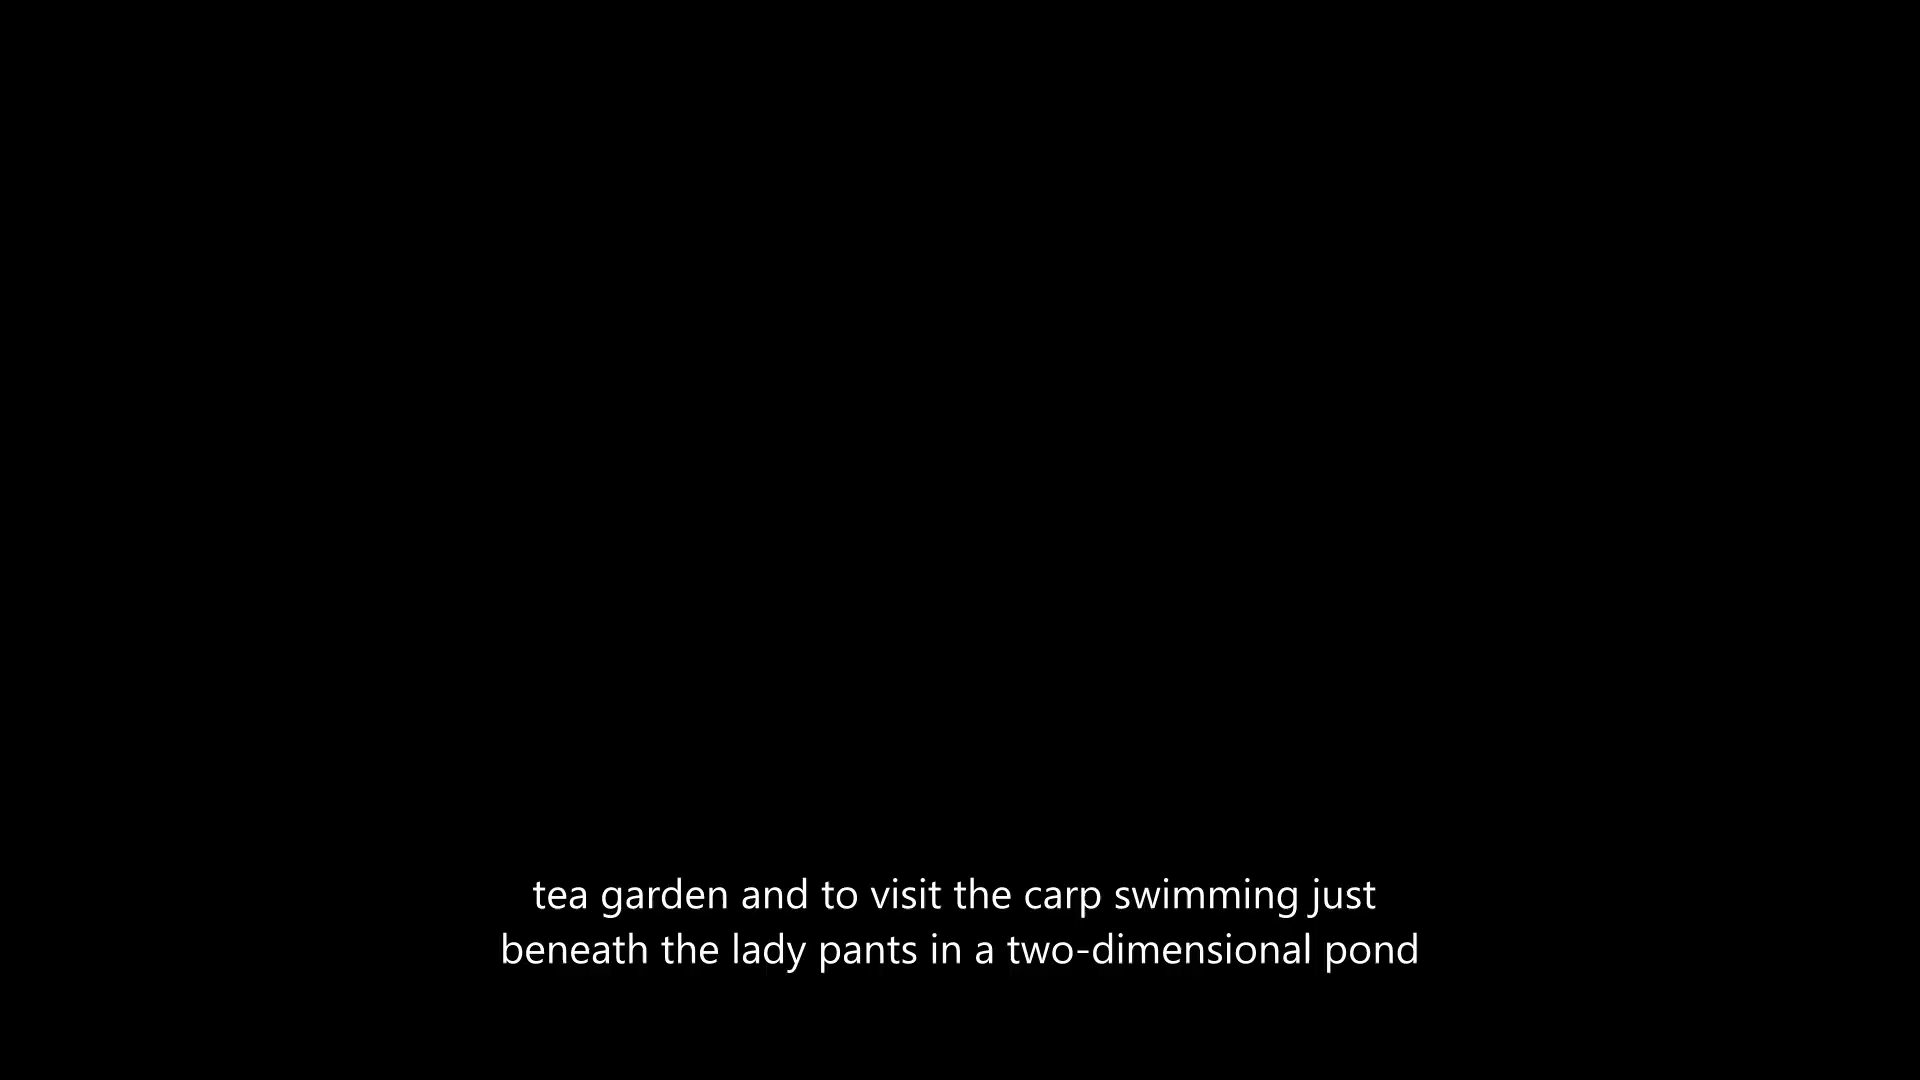 tea garden and to visit the carp swimming just
beneath the lady pants in a two-dimensional pond